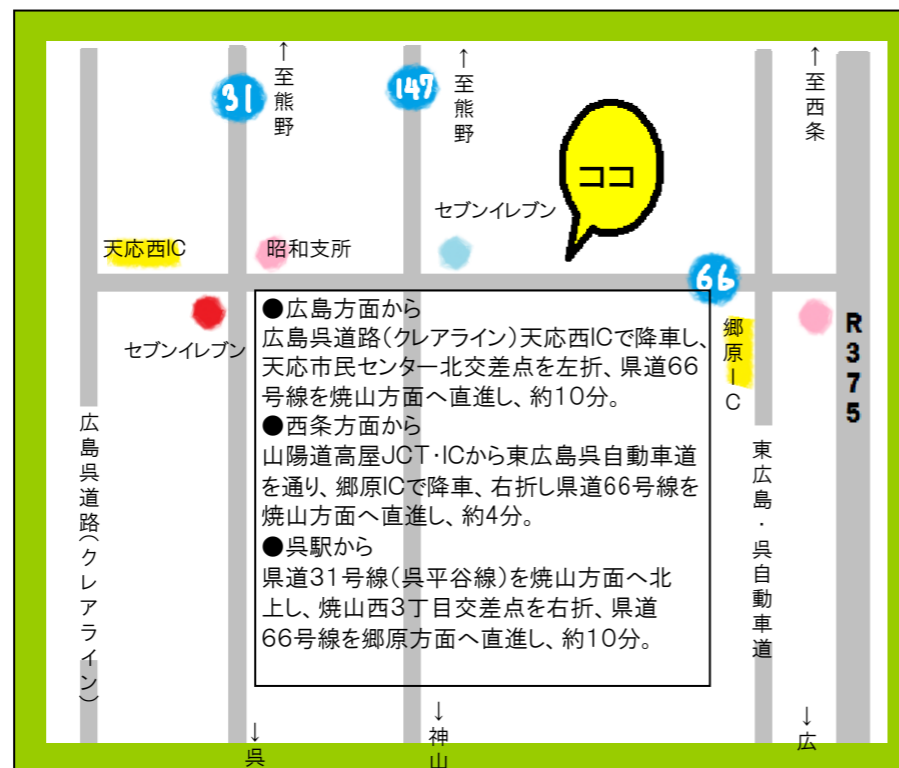 31
↑至熊野
147
↑至熊野
↑至西条
ココ
セブンイレブン
天応西IC
昭和支所
66
セブンイレブン
郷原IC
R375
●広島方面から
広島呉道路(クレアライン)天応西ICで降車し、
天応市民センター北交差点を左折、県道66
号線を焼山方面へ直進し、約10分。
●西条方面から
山陽道高屋JCT・ICから東広島呉自動車道
を通り、郷原ICで降車、右折し県道66号線を
焼山方面へ直進し、約4分。
●呉駅から
県道31号線(呉平谷線)を焼山方面へ北
上し、焼山西3丁目交差点を右折、県道
66号線を郷原方面へ直進し、約10分。
広島呉道路(クレアライン)
東広島・呉自動車道
↓呉
↓神山
↓広